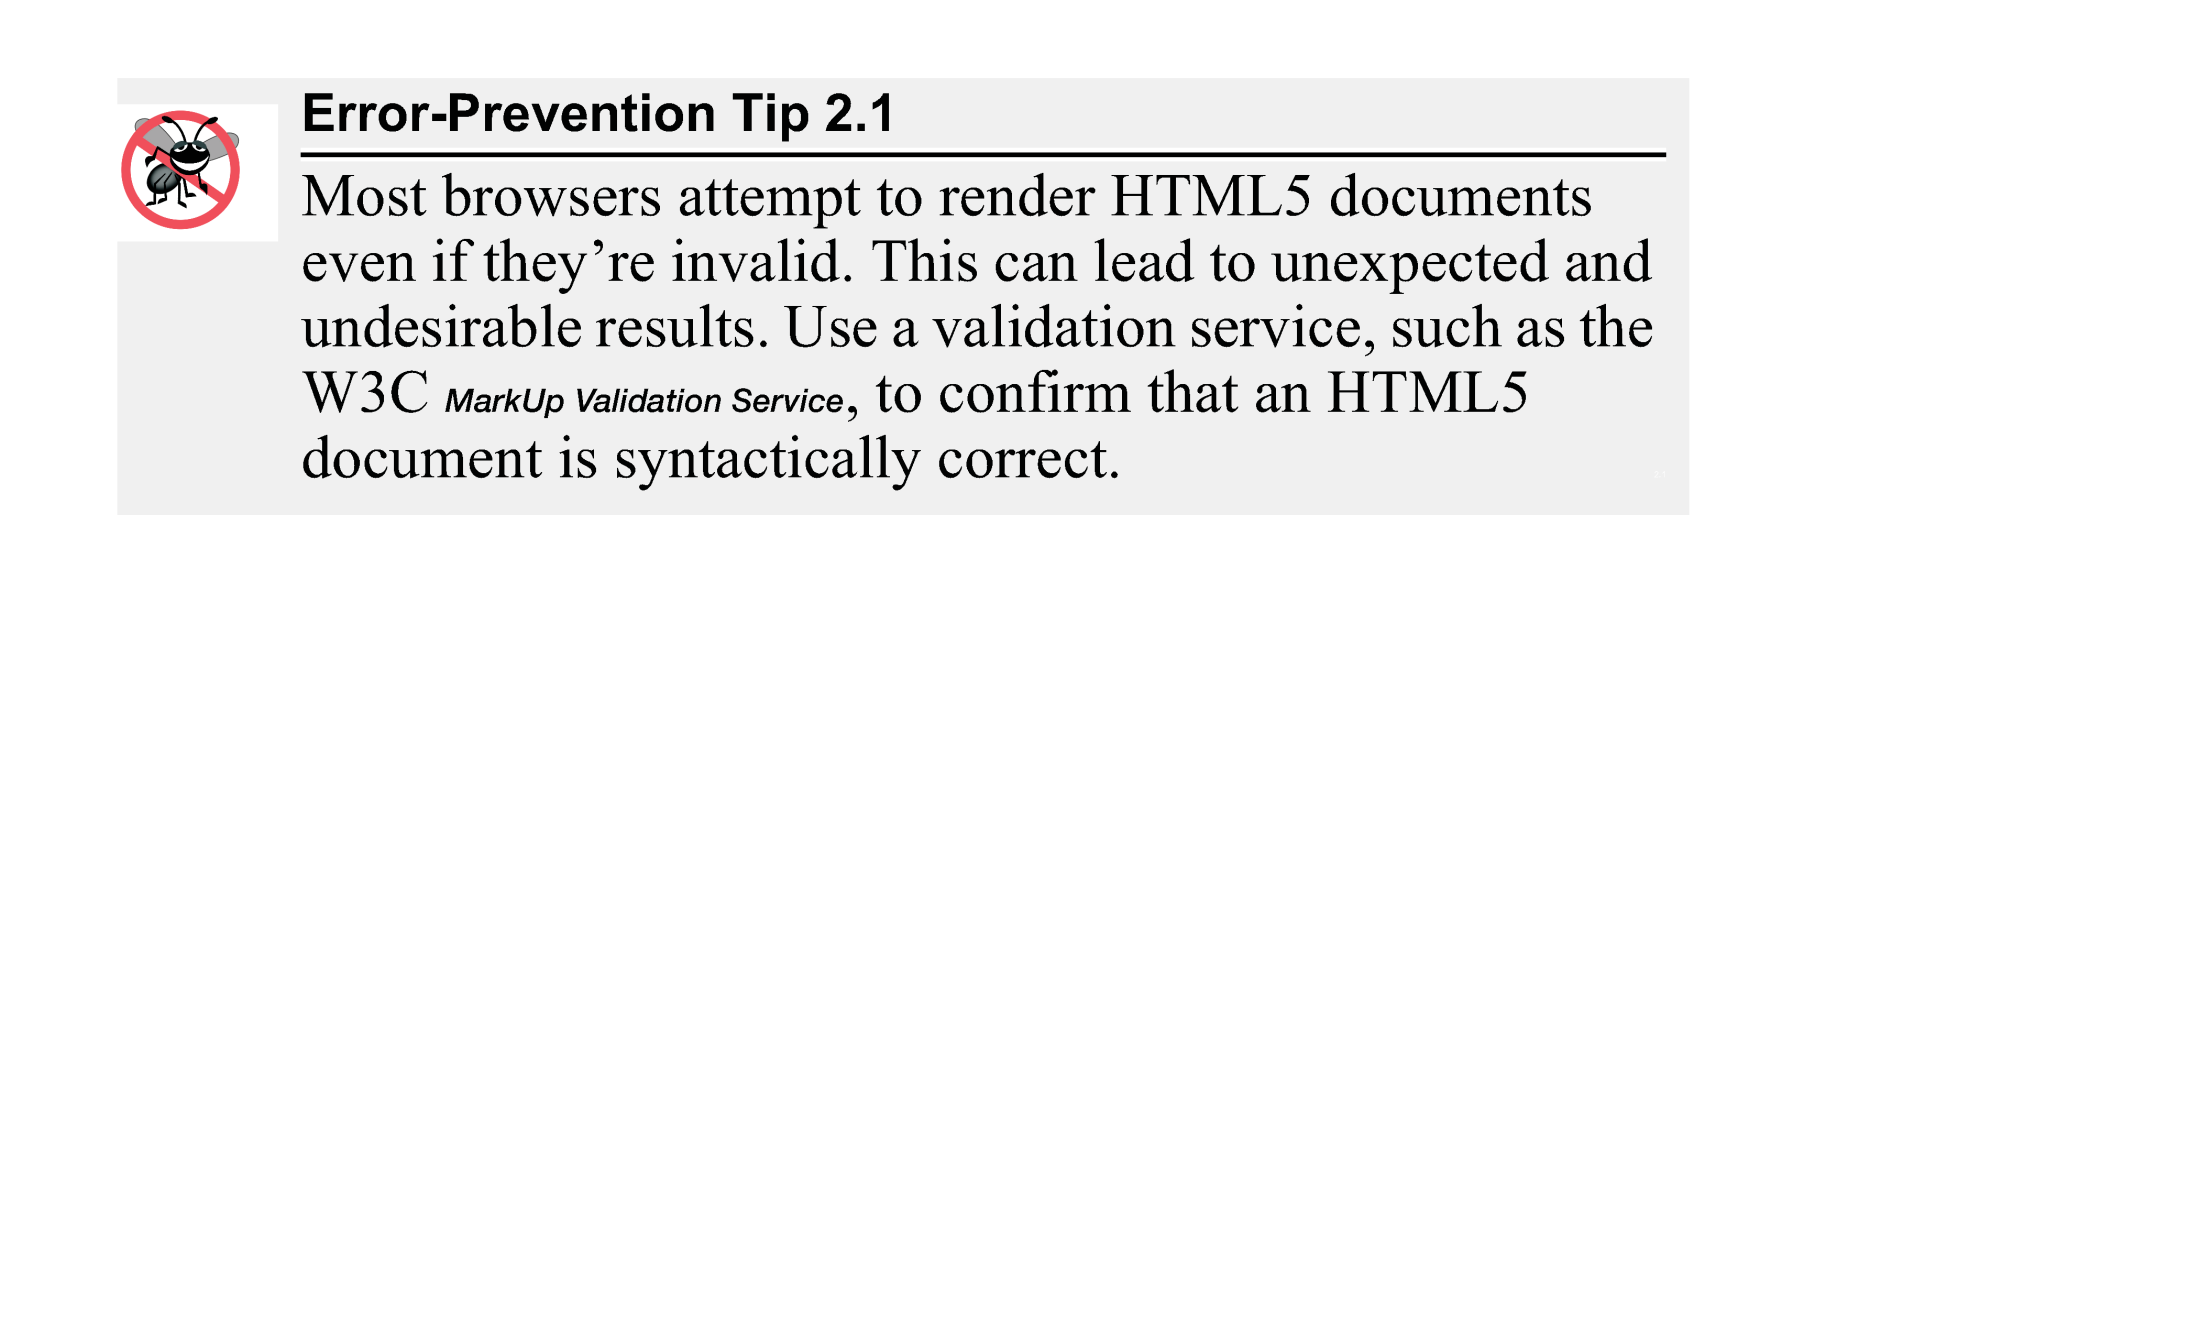 Error-Prevention Tip 2.1
Most browsers attempt to render HTML5 documents
even if they’re invalid. This can lead to unexpected and
undesirable results. Use a validation service, such as the
W3C MarkUp Validation Service, to confirm that an HTML5
document is syntactically correct.